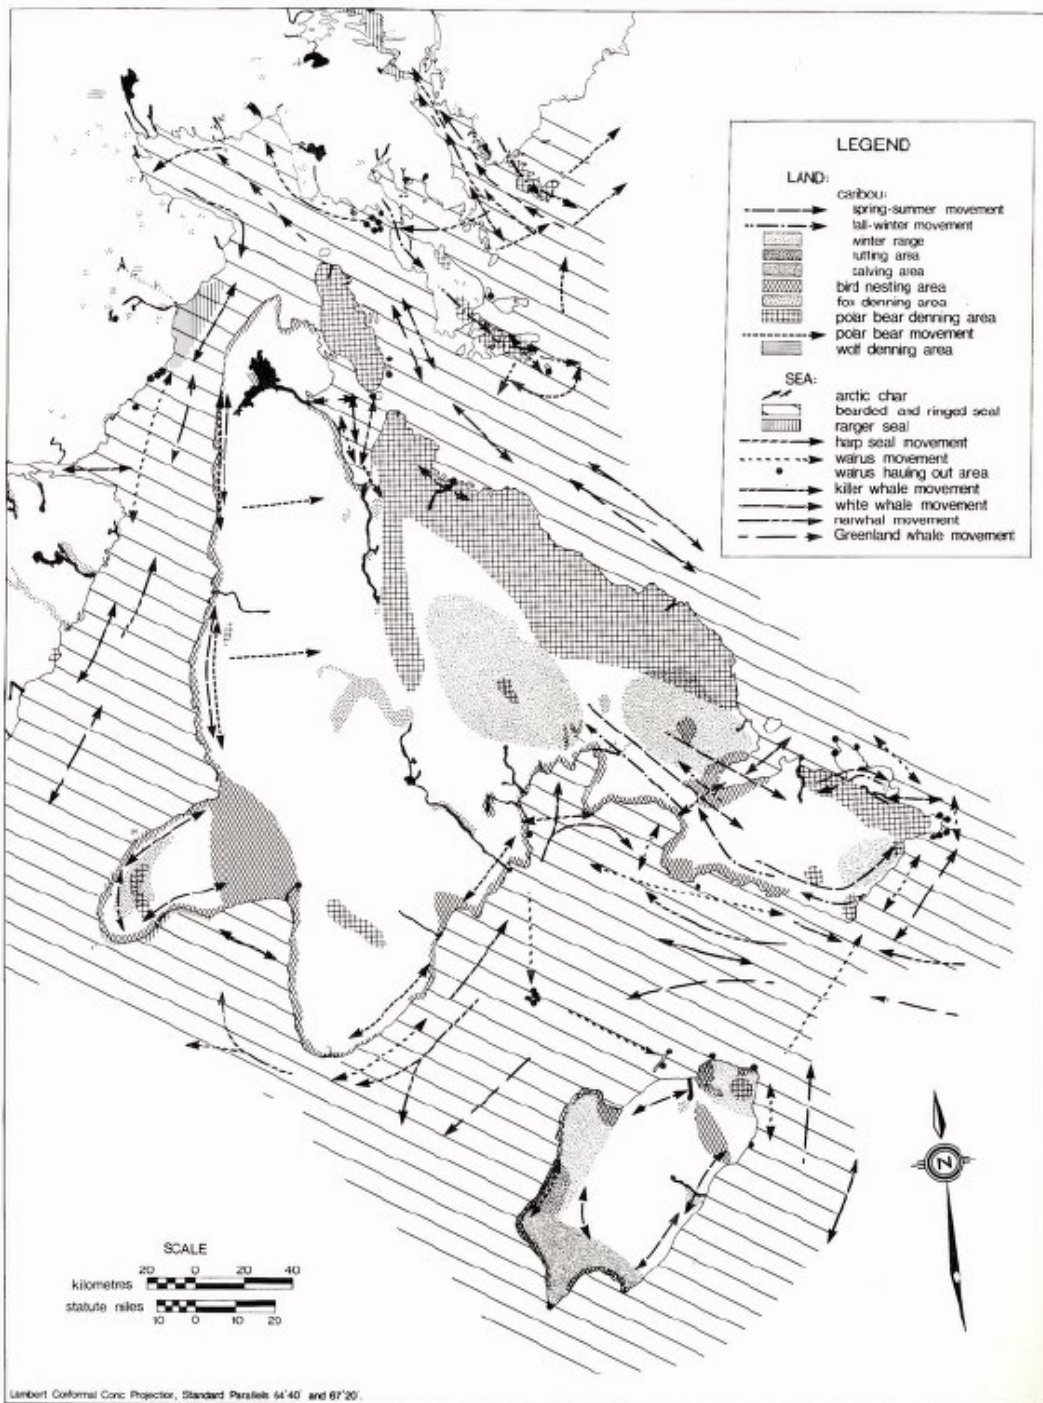 LEGEND
LAND:
caribou:
spring-summer movement
fall-winter movement
winter range
rutting area
calving area
bird nesting area
fox denning area
polar bear denning area
polar bear movement
wolf denning area
SEA:
arctic char
bearded and ringed seal
ranger seal
harp seal movement
walrus movement
walrus hauling out area
killer whale movement
white whale movement
narwhal movement
Greenland whale movement
N
SCALE
20 0 20 40
kilometres
statute miles
10 0 10 20
Lambert Conformal Conic Projection, Standard Parallels 64°40' and 67°20'.